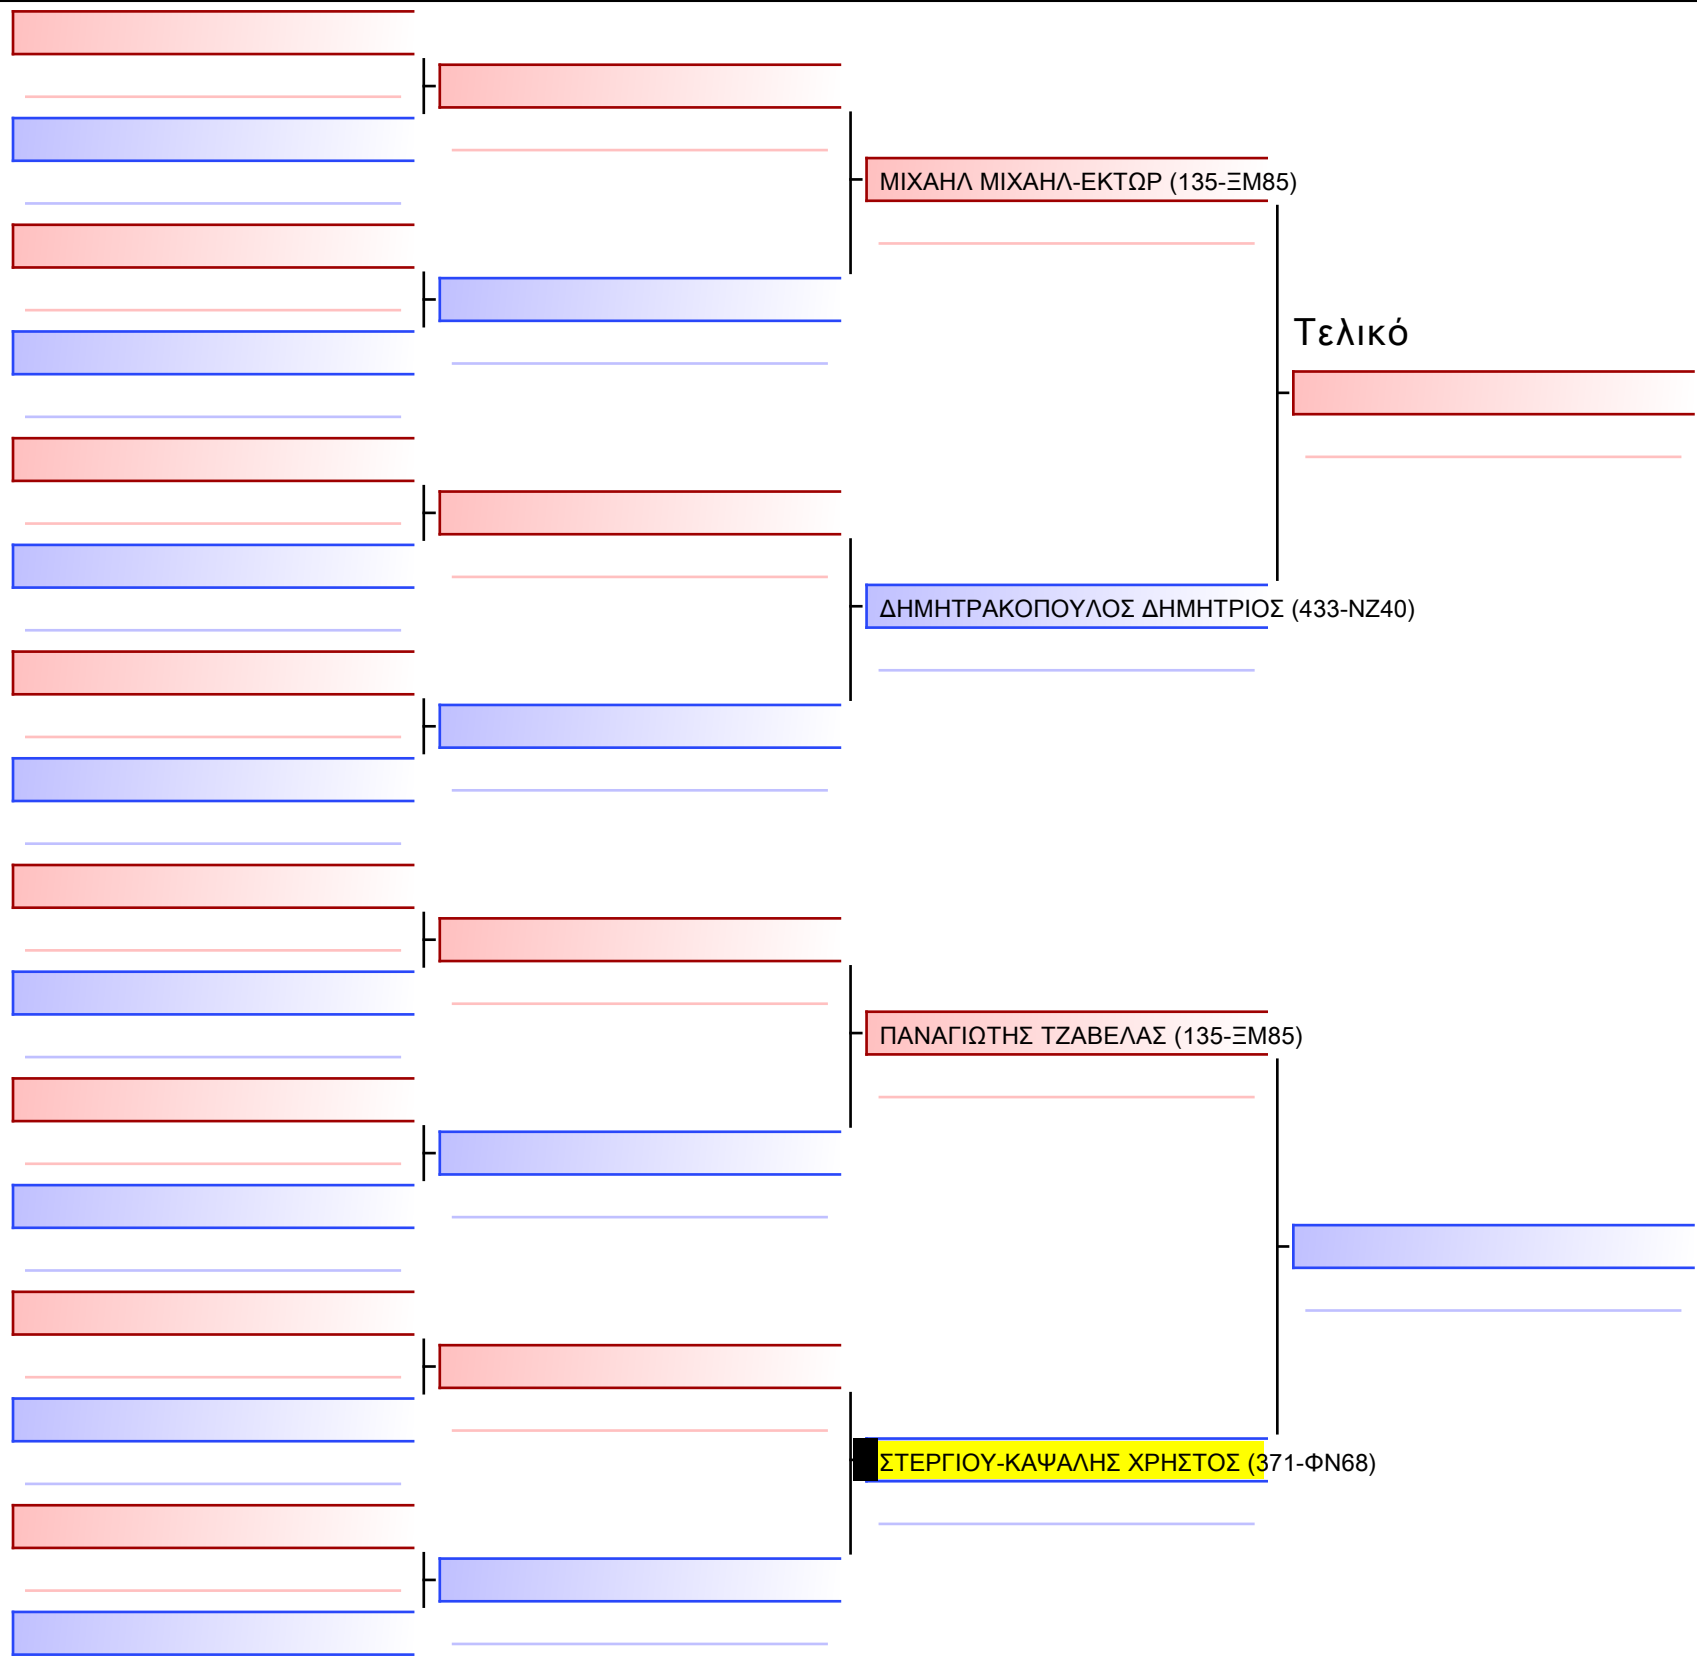 ΜΙΧΑΗΛ ΜΙΧΑΗΛ-ΕΚΤΩΡ (135-ΞΜ85)
Τελικό
ΔΗΜΗΤΡΑΚΟΠΟΥΛΟΣ ΔΗΜΗΤΡΙΟΣ (433-ΝΖ40)
ΠΑΝΑΓΙΩΤΗΣ ΤΖΑΒΕΛΑΣ (135-ΞΜ85)
ΣΤΕΡΓΙΟΥ-ΚΑΨΑΛΗΣ ΧΡΗΣΤΟΣ (371-ΦΝ68)